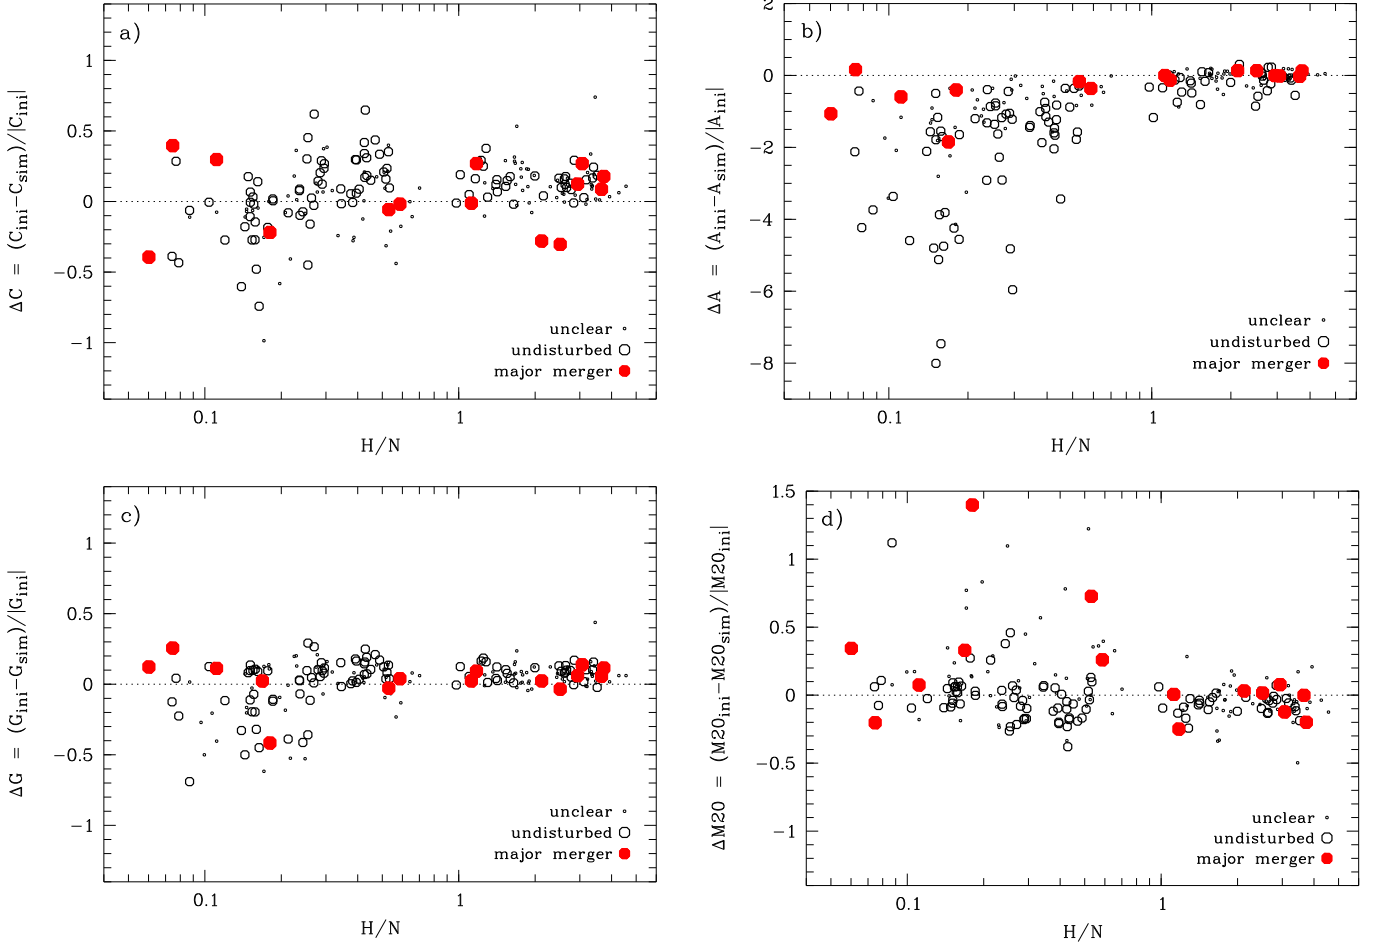 a)
1
0.5
0
−0.5
−1
ΔC = (C_ini−C_sim)/|C_ini|
unclear
undisturbed
major merger
0.1
1
H/N
b)
2
0
−2
−4
−6
−8
ΔA = (A_ini−A_sim)/|A_ini|
unclear
undisturbed
major merger
0.1
1
H/N
c)
1
0.5
0
−0.5
−1
ΔG = (G_ini−G_sim)/|G_ini|
unclear
undisturbed
major merger
0.1
1
H/N
d)
1.5
1
0.5
0
−0.5
−1
ΔM20 = (M20_ini−M20_sim)/|M20_ini|
unclear
undisturbed
major merger
0.1
1
H/N